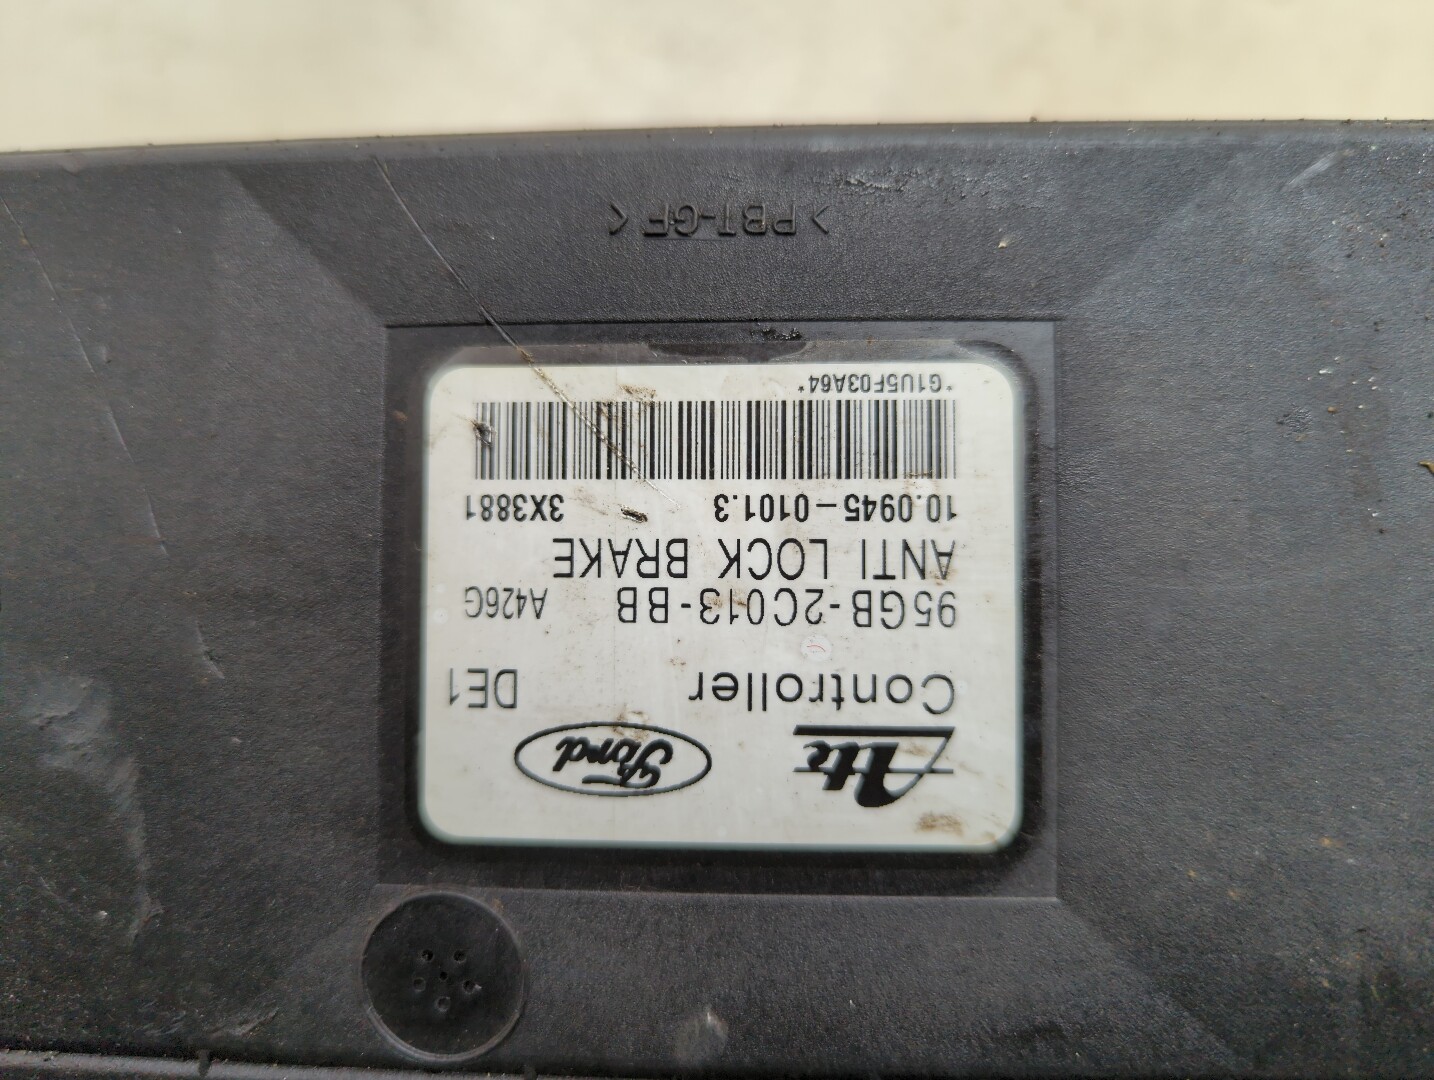 Ate Ford
Controller DE1
95GB-2C013-BB A426G
ANTI LOCK BRAKE
10.0945-0101.3 3X3881
*G1U5F03A64*
>PBT-GF<